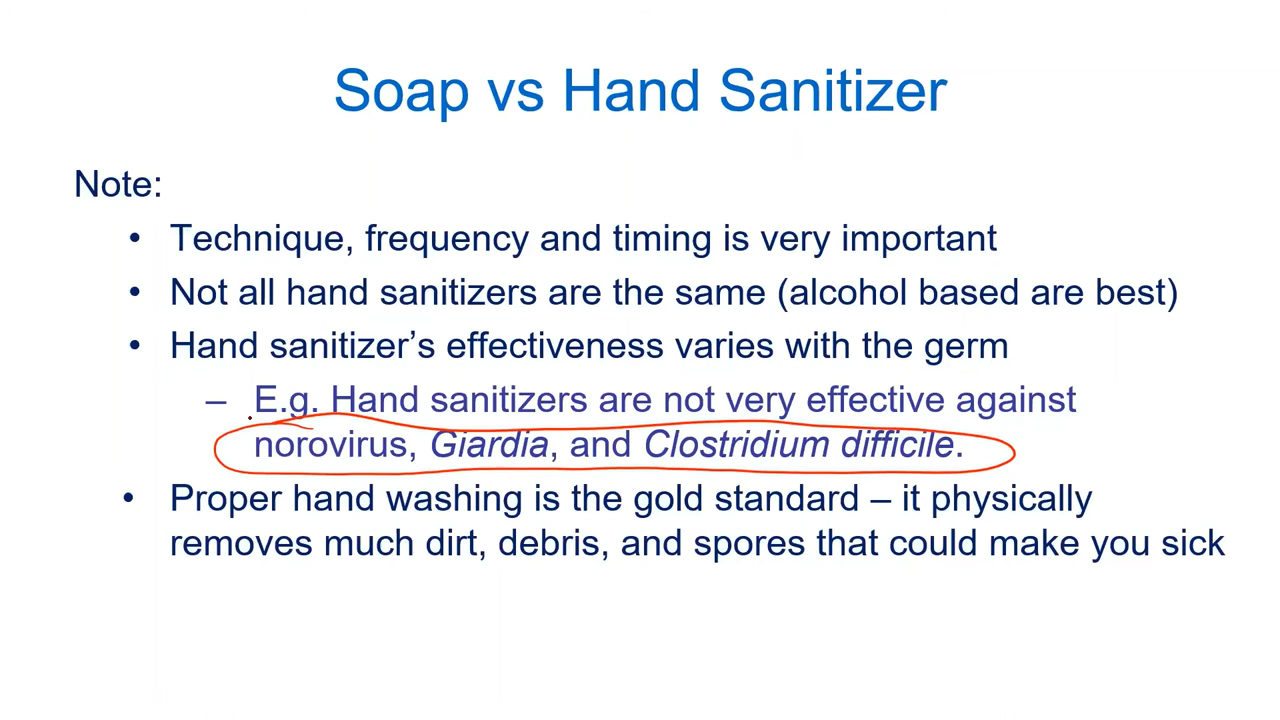 Soap vs Hand Sanitizer
Note:
• Technique, frequency and timing is very important
• Not all hand sanitizers are the same (alcohol based are best)
• Hand sanitizer’s effectiveness varies with the germ
– E.g. Hand sanitizers are not very effective against
norovirus, Giardia, and Clostridium difficile.
• Proper hand washing is the gold standard – it physically
removes much dirt, debris, and spores that could make you sick